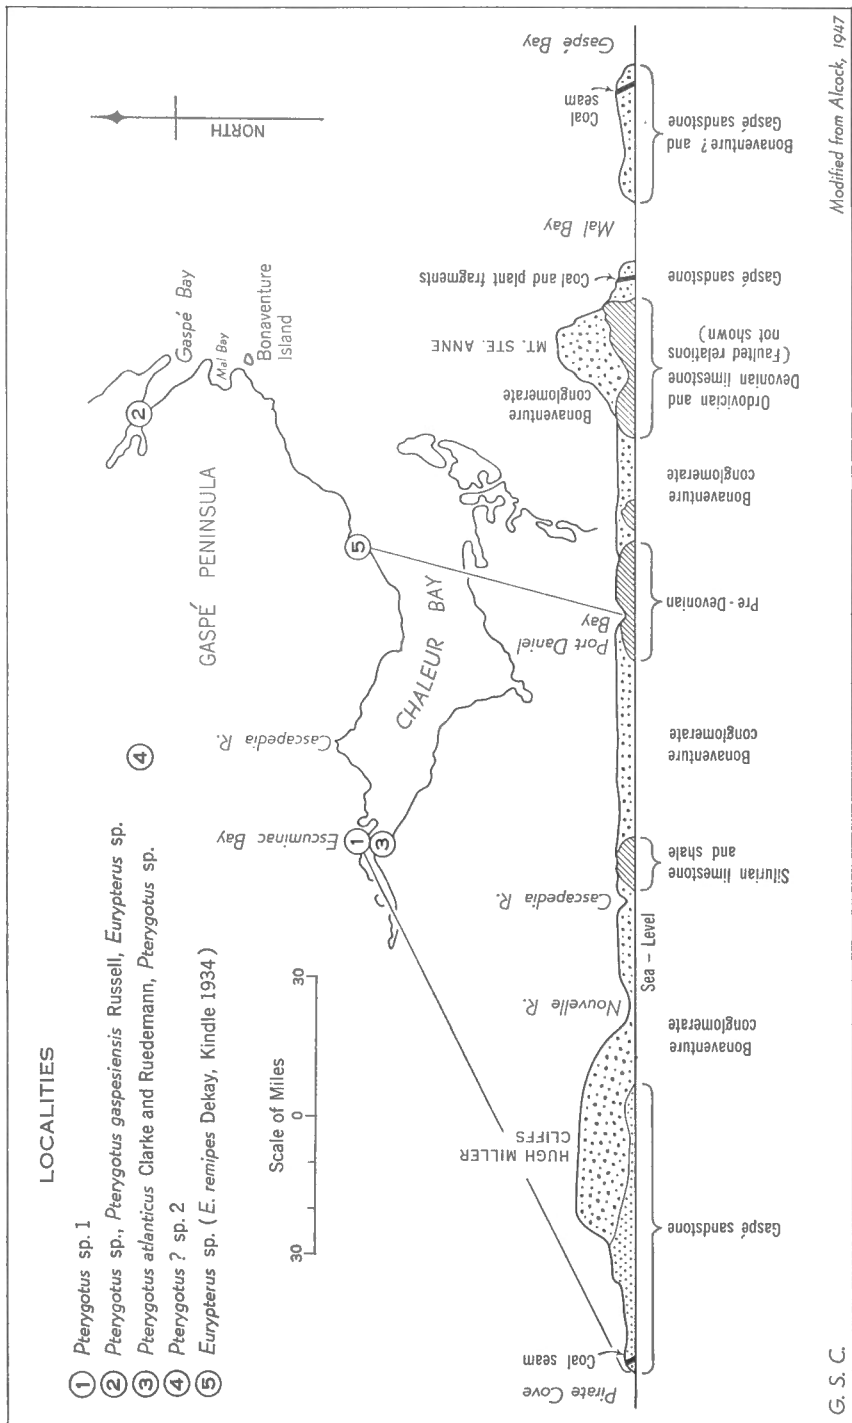 LOCALITIES
① Pterygotus sp. 1
② Pterygotus sp., Pterygotus gaspesiensis Russell, Eurypterus sp.
③ Pterygotus atlanticus Clarke and Ruedemann, Pterygotus sp.
④ Pterygotus ? sp. 2
⑤ Eurypterus sp. ( E. remipes Dekay, Kindle 1934 )
Scale of Miles
30 0 30
NORTH
②
Gaspé Bay
Mal Bay
Bonaventure
Island
GASPÉ PENINSULA
④
⑤
Cascapedia R.
CHALEUR BAY
Escuminac Bay
①
③
Pirate Cove
Coal seam
HUGH MILLER
CLIFFS
Nouvelle R.
Cascapedia R.
Port Daniel
Bay
Bonaventure
conglomerate
MT. STE. ANNE
Coal and plant fragments
Mal Bay
Coal
seam
Gaspé Bay
Sea - Level
Gaspé sandstone
Bonaventure
conglomerate
Silurian limestone
and shale
Bonaventure
conglomerate
Pre - Devonian
Bonaventure
conglomerate
Ordovician and
Devonian limestone
(Faulted relations
not shown)
Gaspé sandstone
Bonaventure ? and
Gaspé sandstone
G. S. C.
Modified from Alcock, 1947